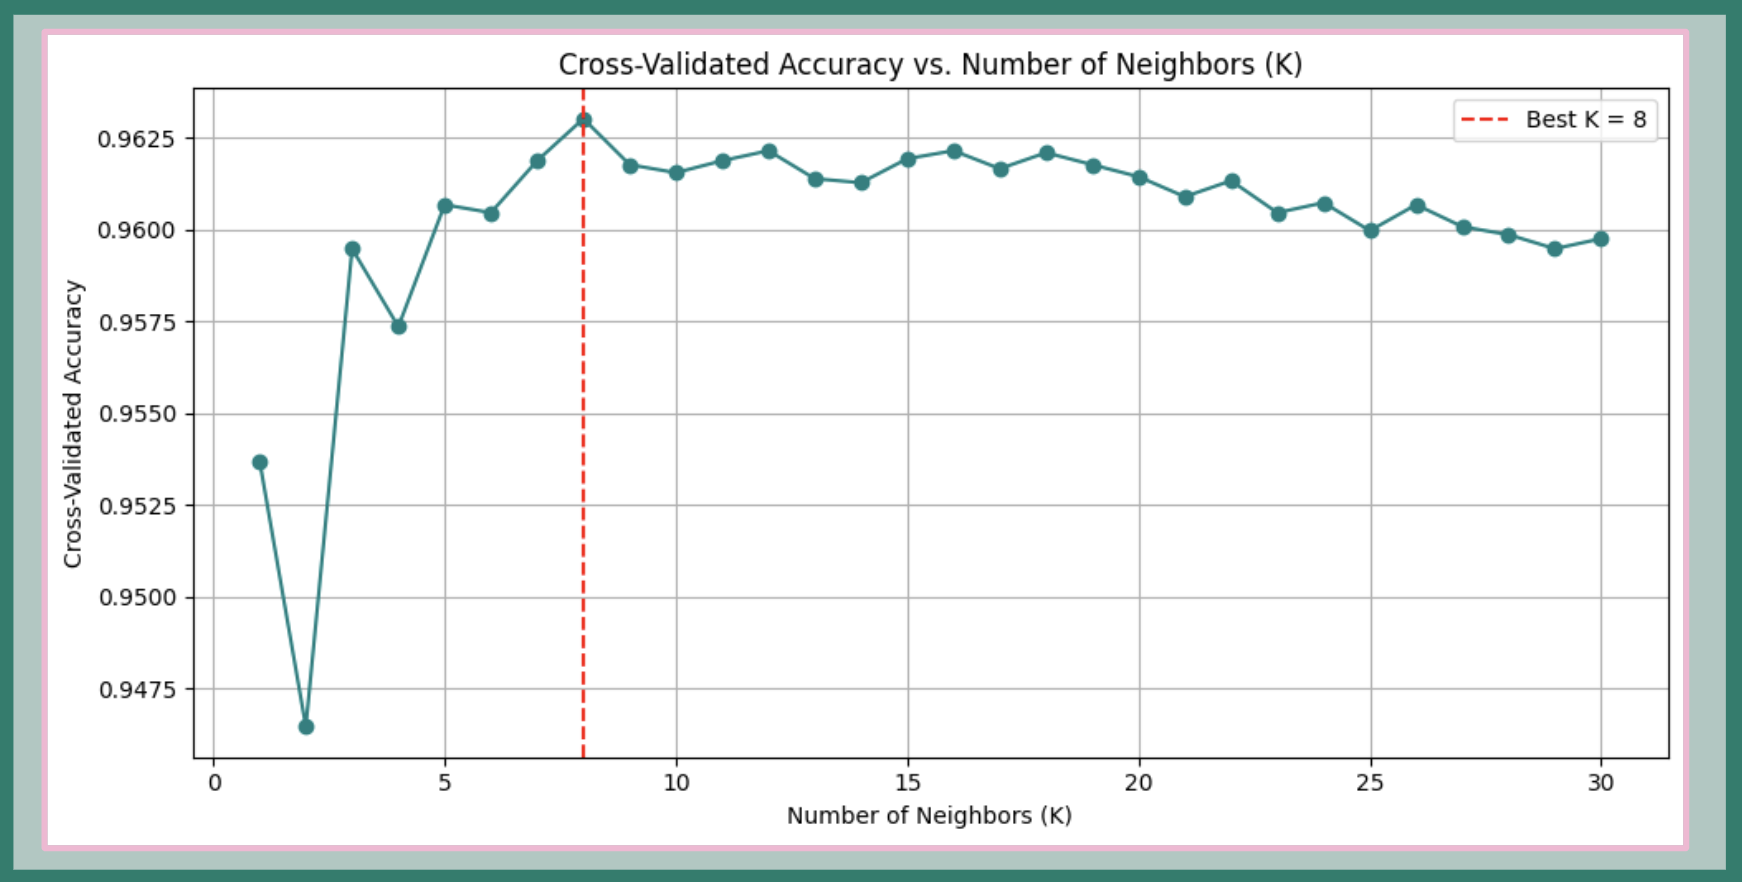 Cross-Validated Accuracy vs. Number of Neighbors (K)
Best K = 8
Cross-Validated Accuracy
0.9625
0.9600
0.9575
0.9550
0.9525
0.9500
0.9475
0 5 10 15 20 25 30
Number of Neighbors (K)